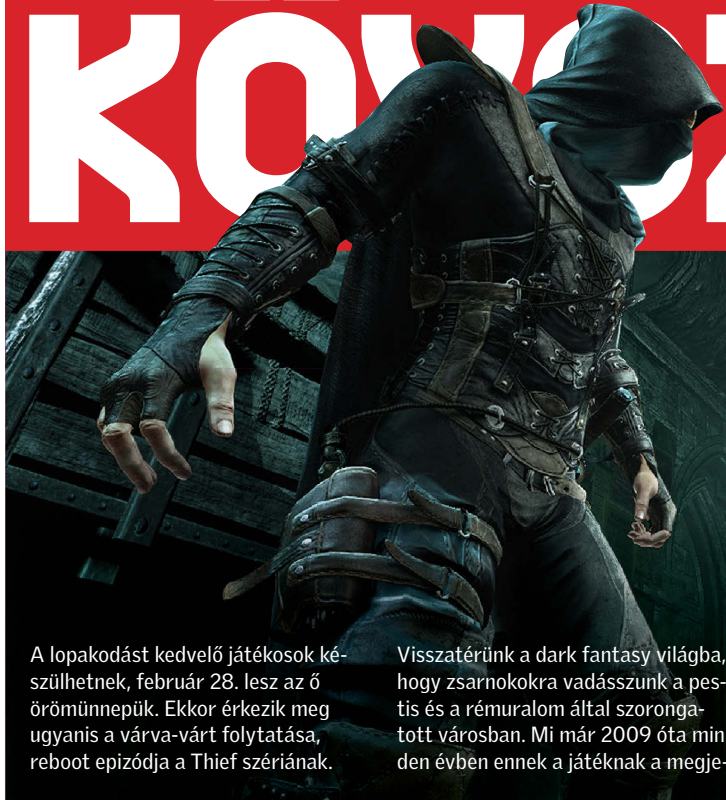 A lopakodást kedvelő játékosok ké-
szülhetnek, február 28. lesz az ő
örömünnepük. Ekkor érkezik meg
ugyanis a várva-várt folytatása,
reboot epizódja a Thief szériának.
Visszatérünk a dark fantasy világba,
hogy zsarnokokra vadásszunk a pes-
tis és a rémuralom által szoronga-
tott városban. Mi már 2009 óta min
den évben ennek a játéknak a megje-